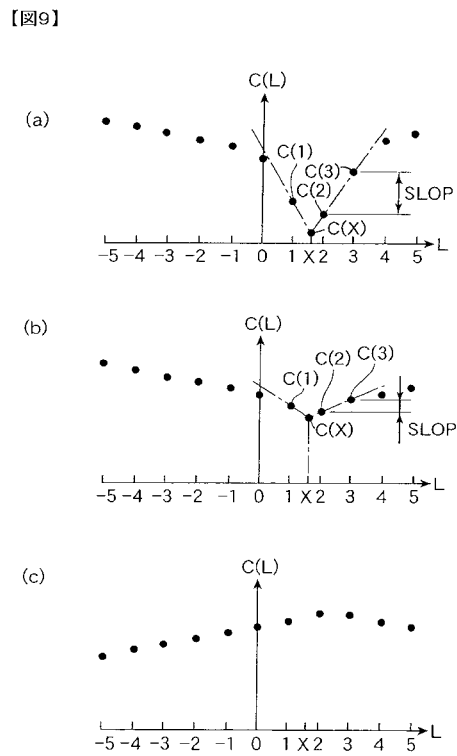 【図9】
(a)
C(L)
C(1)
C(3)
C(2)
SLOP
C(X)
L
-5 -4 -3 -2 -1 0 1 X 2 3 4 5
(b)
C(L)
C(1)
C(2)
C(3)
C(X)
SLOP
L
-5 -4 -3 -2 -1 0 1 X 2 3 4 5
(c)
C(L)
L
-5 -4 -3 -2 -1 0 1 X 2 3 4 5